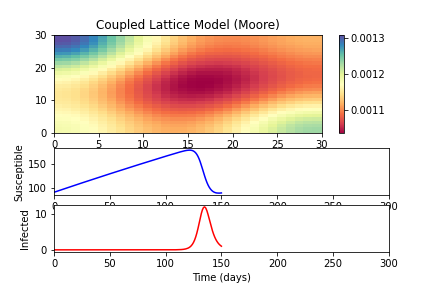 Coupled Lattice Model (Moore)
30
20
10
0
0 5 10 15 20 25 30
0.0013
0.0012
0.0011
Susceptible
150
100
0 50 100 150 200 250 300
Infected
10
0
0 50 100 150 200 250 300
Time (days)